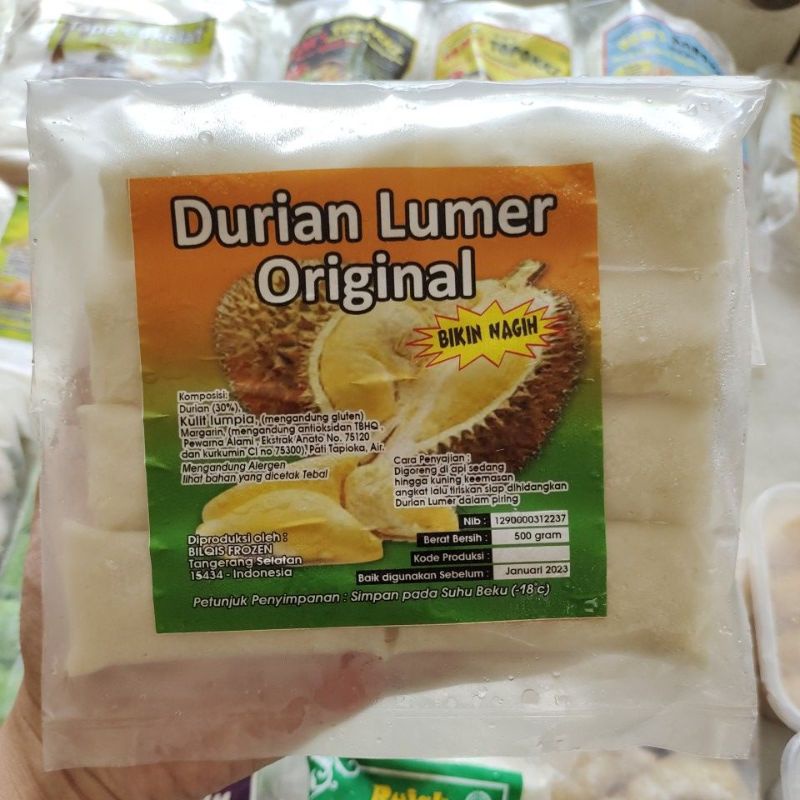 Tape Coklat
Durian Lumer
Original
BIKIN NAGIH
Komposisi:
Durian (30%),
Kulit lumpia, (mengandung gluten)
Margarin, (mengandung antioksidan TBHQ,
Pewarna Alami, Ekstrak Anato No. 75120
dan kurkumin CI no 75300), Pati Tapioka, Air.
Mengandung Alergen
lihat bahan yang dicetak Tebal
Cara Penyajian :
Digoreng di api sedang
hingga kuning keemasan
angkat lalu tiriskan siap dihidangkan
Durian Lumer dalam piring
Diproduksi oleh :
BILQIS FROZEN
Tangerang Selatan
15434 - Indonesia
Nib : 1290000312237
Berat Bersih : 500 gram
Kode Produksi :
Baik digunakan Sebelum : Januari 2023
Petunjuk Penyimpanan : Simpan pada Suhu Beku (-18°c)